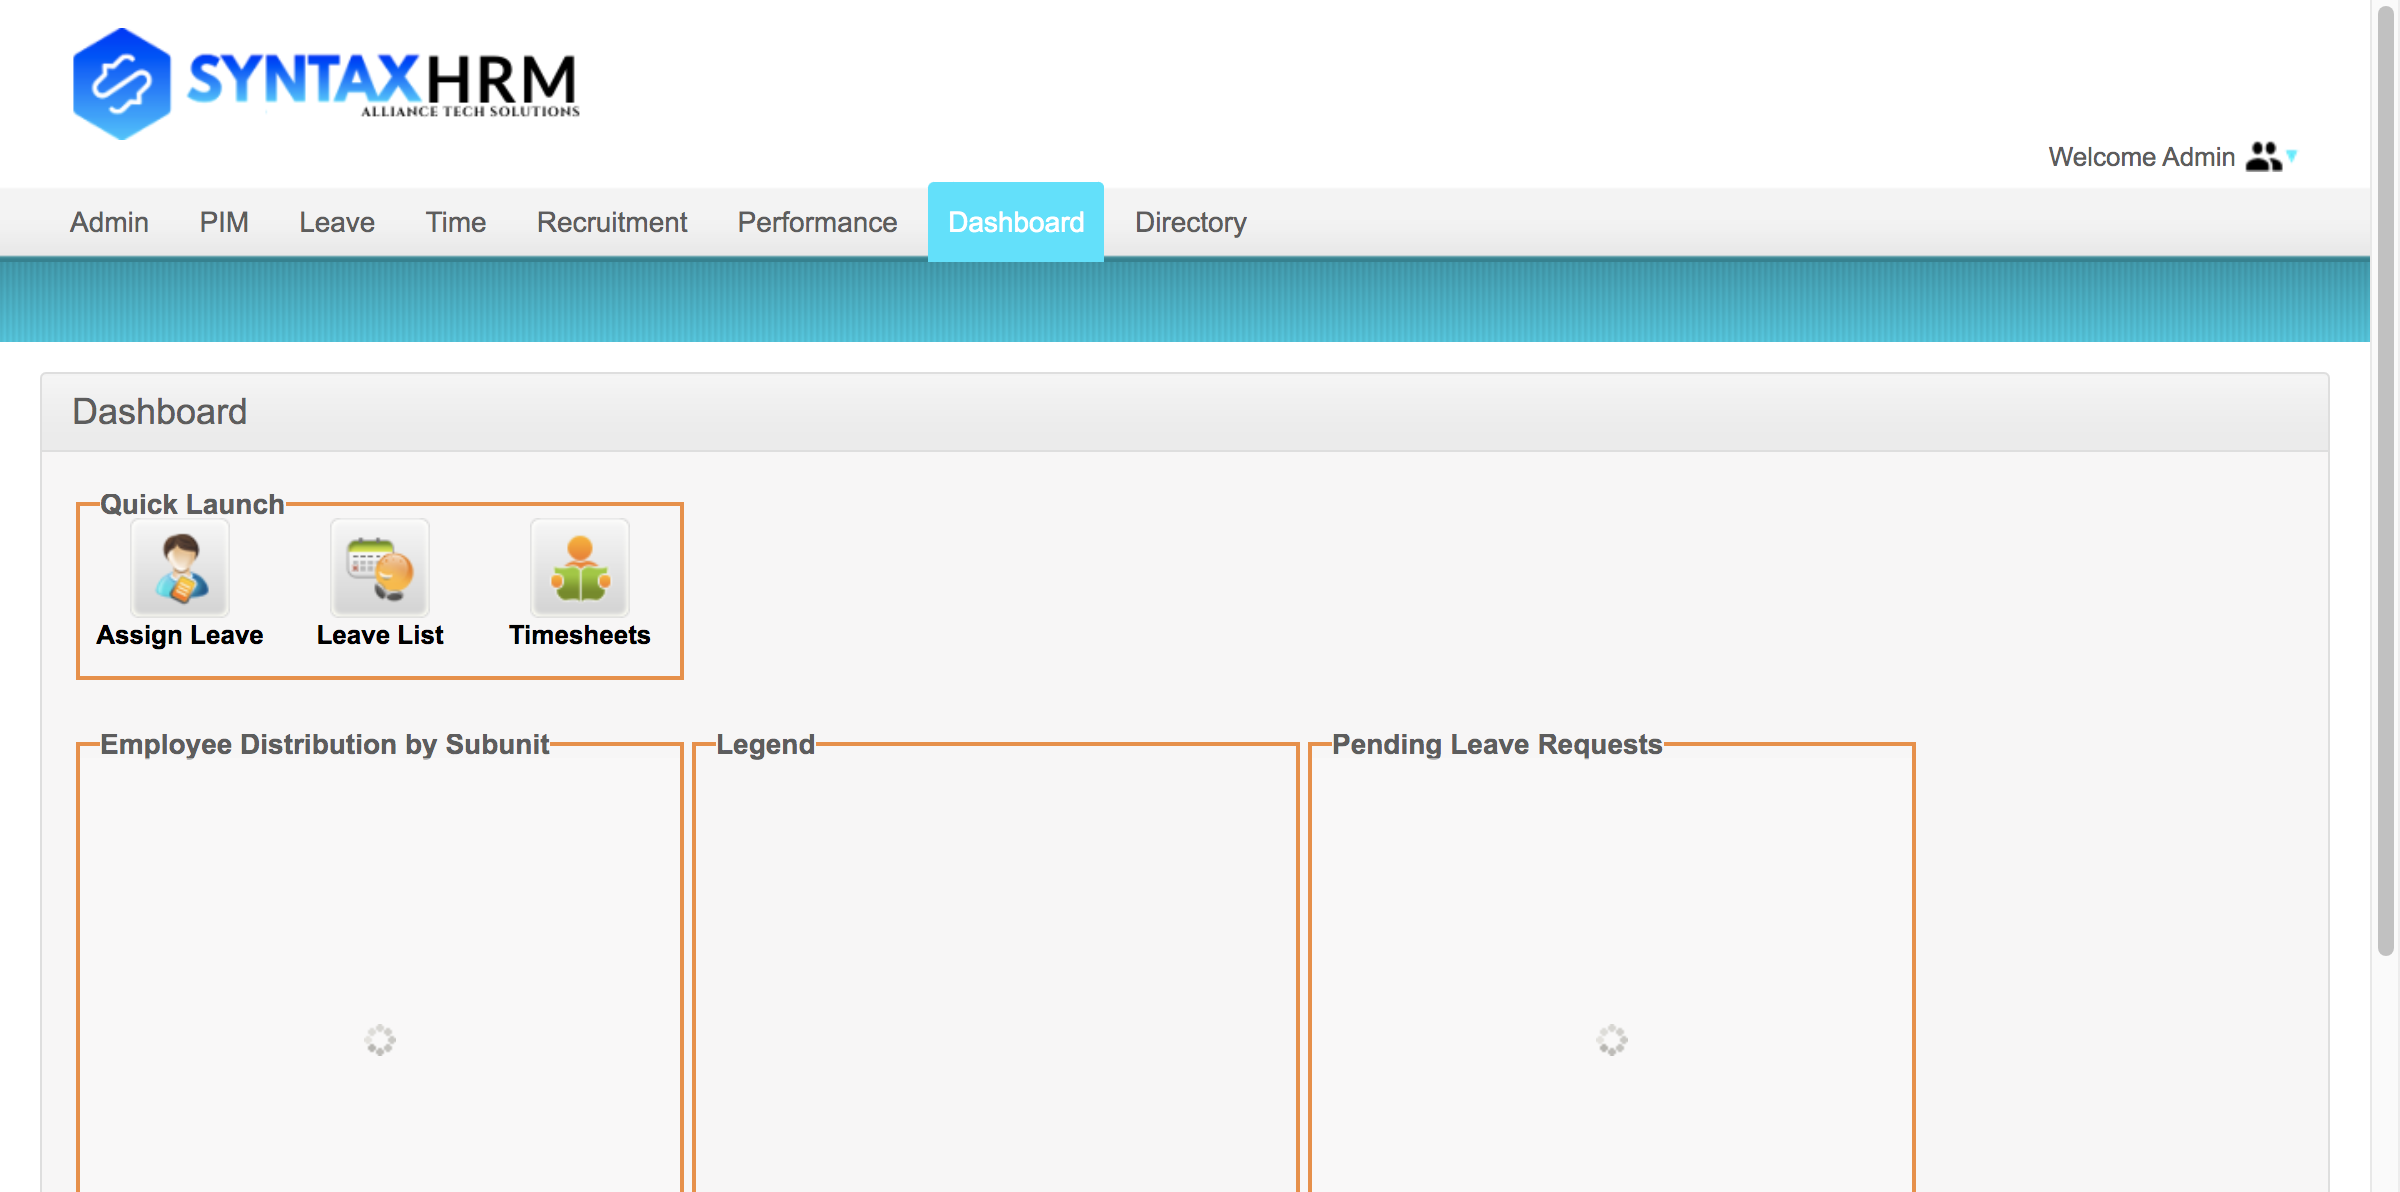 SYNTAXHRM
ALLIANCE TECH SOLUTIONS
Welcome Admin
Admin PIM Leave Time Recruitment Performance Dashboard Directory
Dashboard
Quick Launch
Assign Leave Leave List Timesheets
Employee Distribution by Subunit Legend Pending Leave Requests